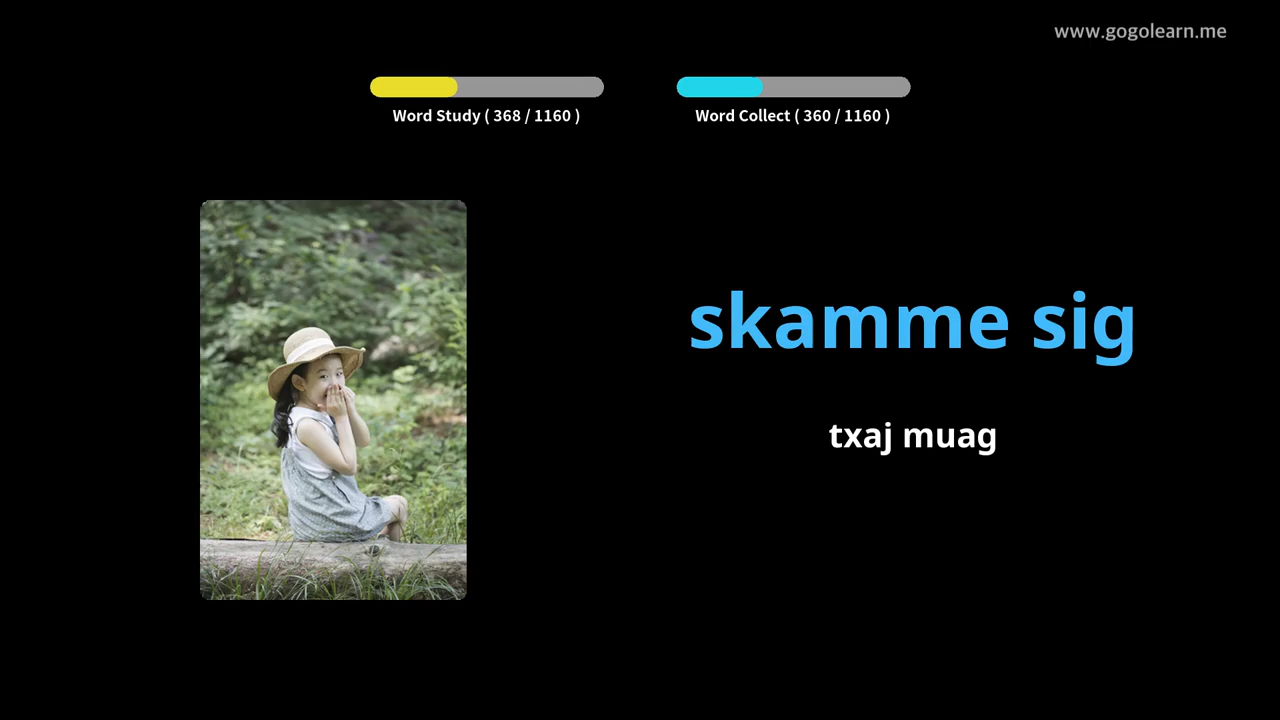 www.gogolearn.me
Word Study ( 368 / 1160 )
Word Collect ( 360 / 1160 )
skamme sig
txaj muag